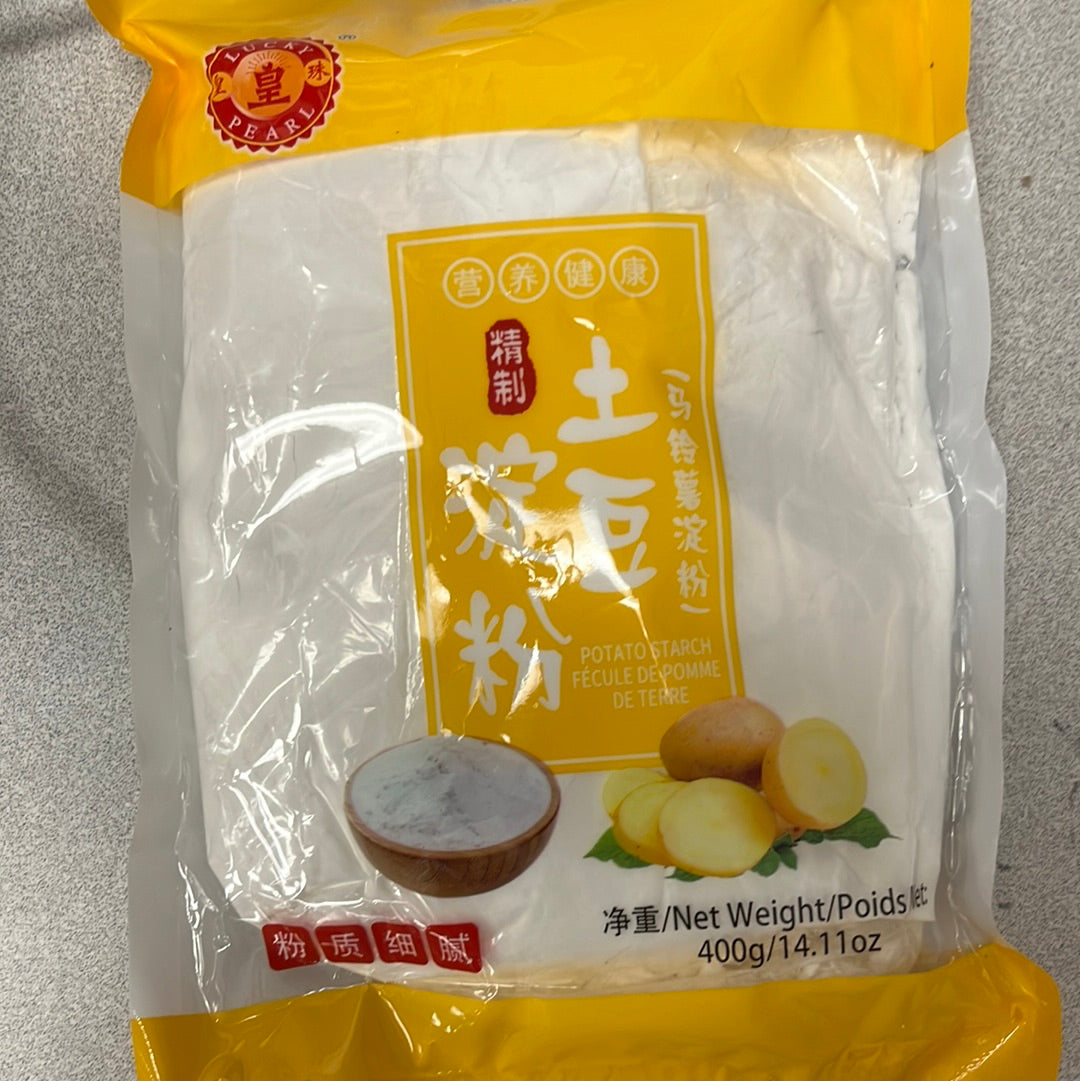 LUCKY
皇 皇 珠
PEARL
®
营养健康
精制
土豆
淀粉
(马铃薯淀粉)
POTATO STARCH
FÉCULE DE POMME
DE TERRE
粉质细腻
净重/Net Weight/Poids Net:
400g/14.11oz